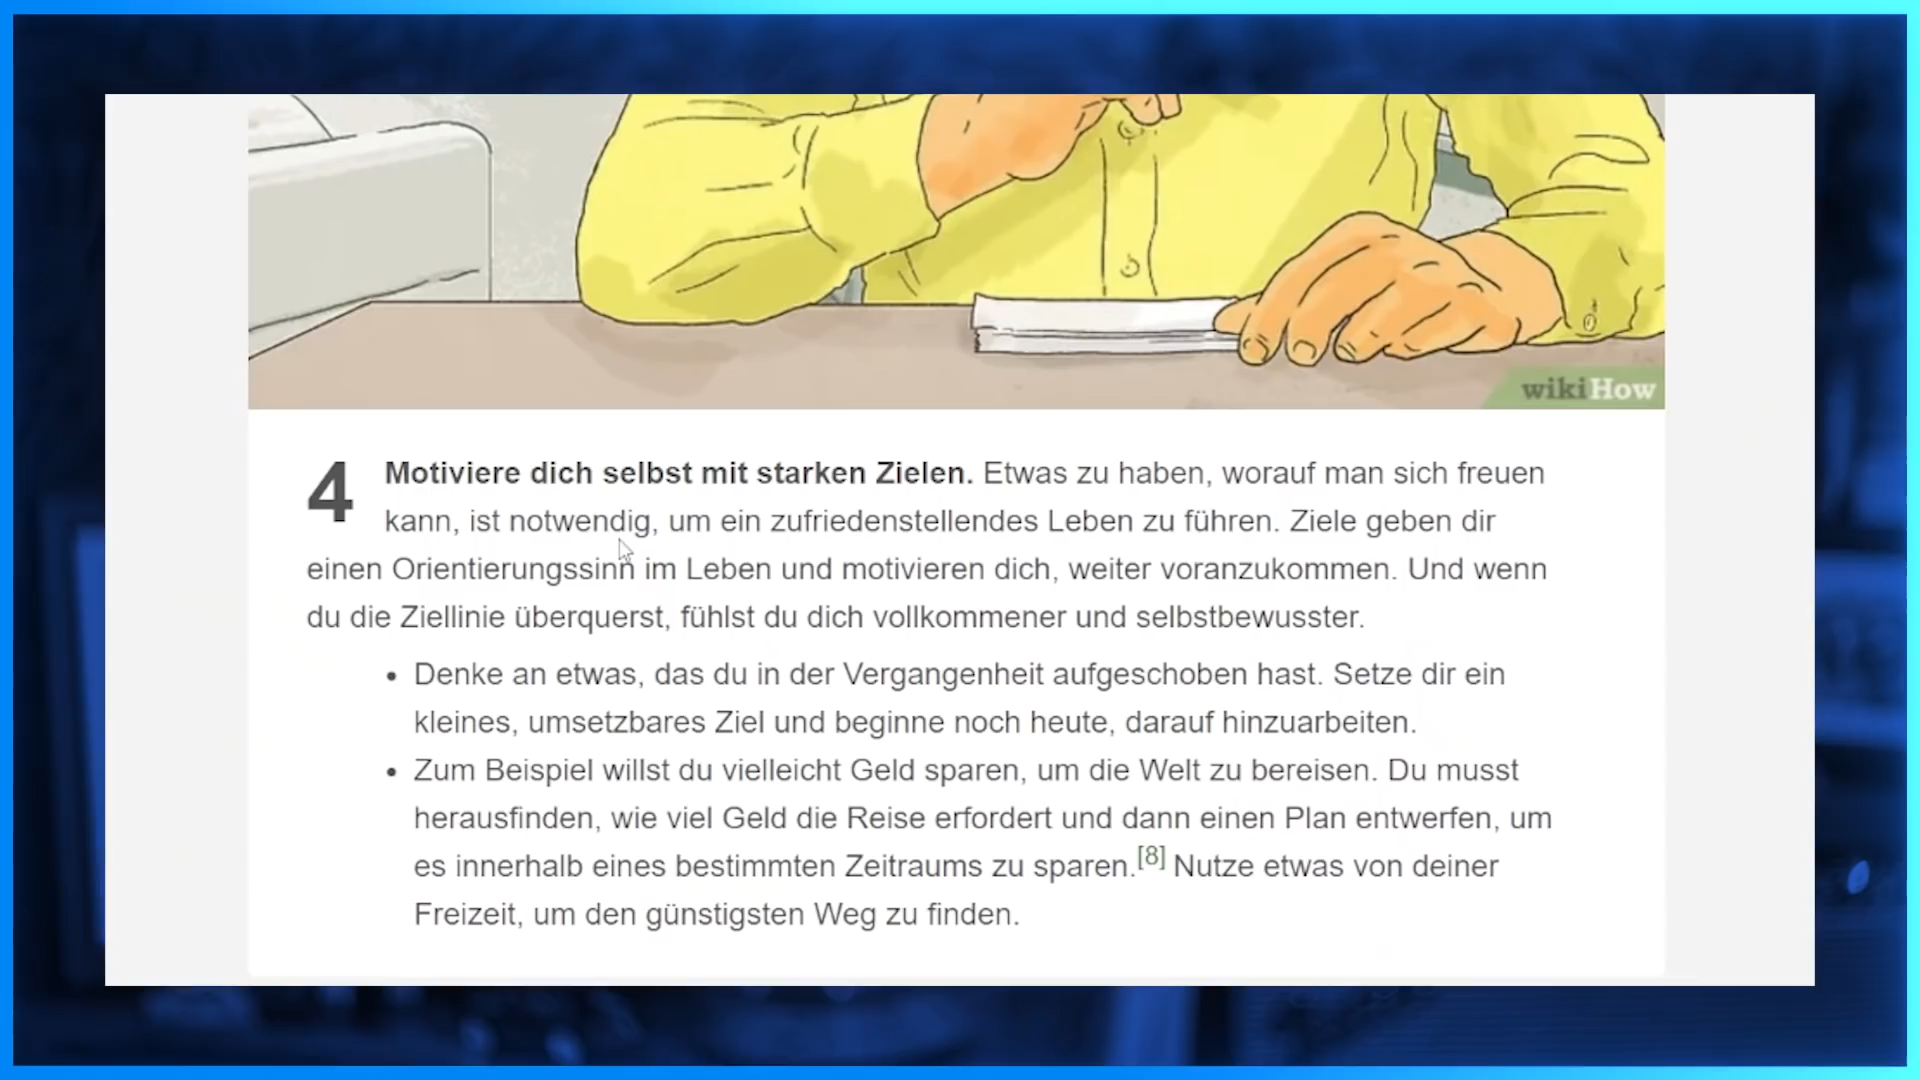 wikiHow
4 Motiviere dich selbst mit starken Zielen. Etwas zu haben, worauf man sich freuen
kann, ist notwendig, um ein zufriedenstellendes Leben zu führen. Ziele geben dir
einen Orientierungssinn im Leben und motivieren dich, weiter voranzukommen. Und wenn
du die Ziellinie überquerst, fühlst du dich vollkommener und selbstbewusster.
• Denke an etwas, das du in der Vergangenheit aufgeschoben hast. Setze dir ein
kleines, umsetzbares Ziel und beginne noch heute, darauf hinzuarbeiten.
• Zum Beispiel willst du vielleicht Geld sparen, um die Welt zu bereisen. Du musst
herausfinden, wie viel Geld die Reise erfordert und dann einen Plan entwerfen, um
es innerhalb eines bestimmten Zeitraums zu sparen.[8] Nutze etwas von deiner
Freizeit, um den günstigsten Weg zu finden.